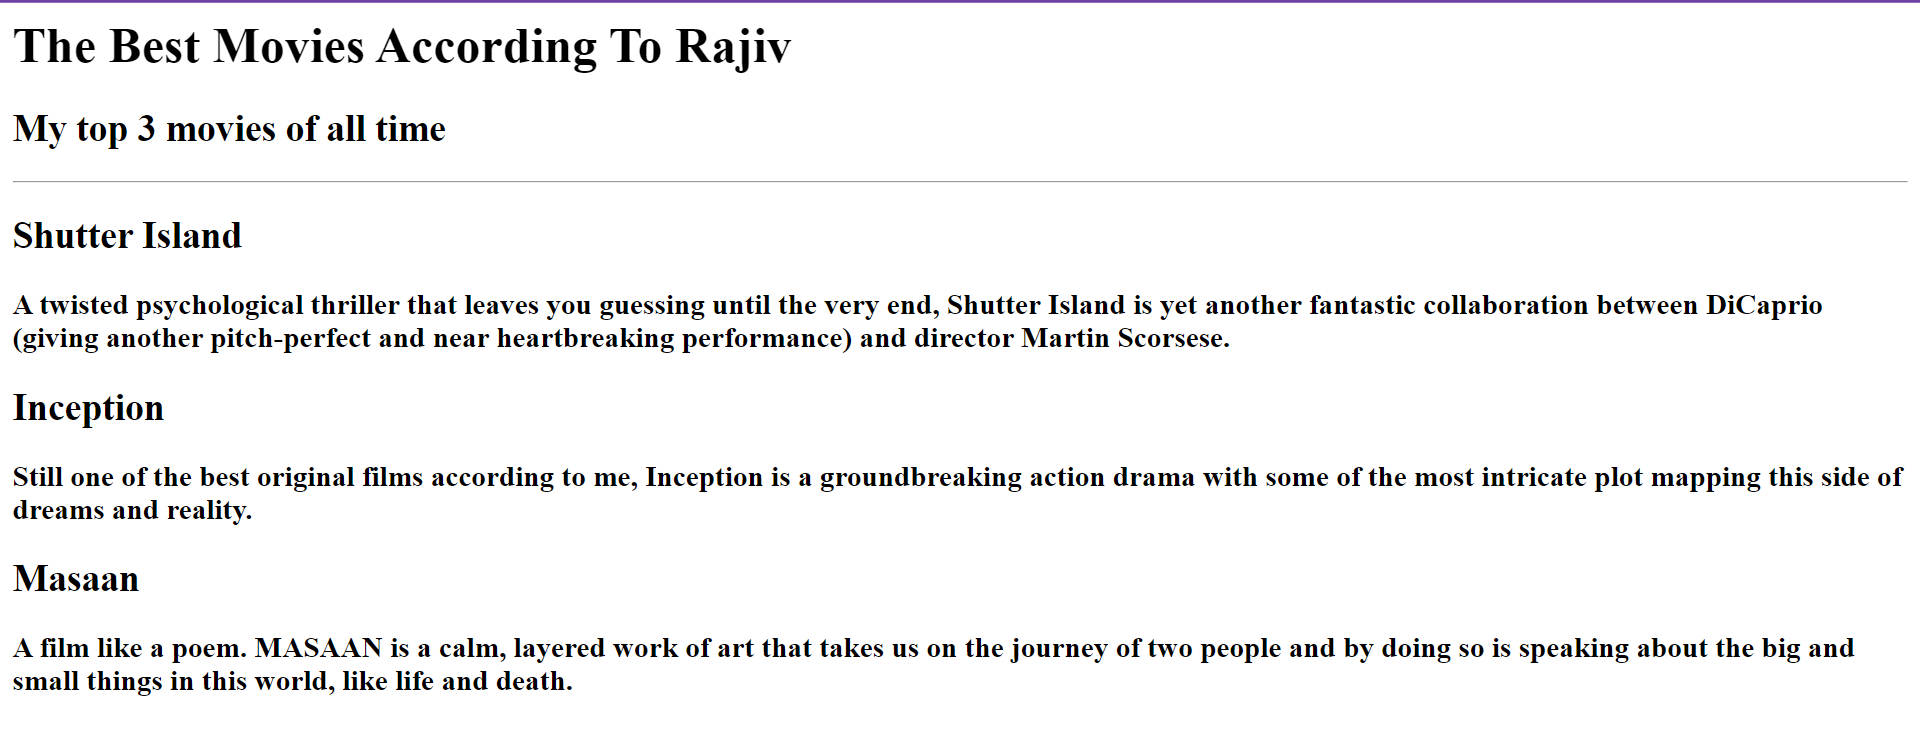 The Best Movies According To Rajiv
My top 3 movies of all time
Shutter Island
A twisted psychological thriller that leaves you guessing until the very end, Shutter Island is yet another fantastic collaboration between DiCaprio
(giving another pitch-perfect and near heartbreaking performance) and director Martin Scorsese.
Inception
Still one of the best original films according to me, Inception is a groundbreaking action drama with some of the most intricate plot mapping this side of
dreams and reality.
Masaan
A film like a poem. MASAAN is a calm, layered work of art that takes us on the journey of two people and by doing so is speaking about the big and
small things in this world, like life and death.